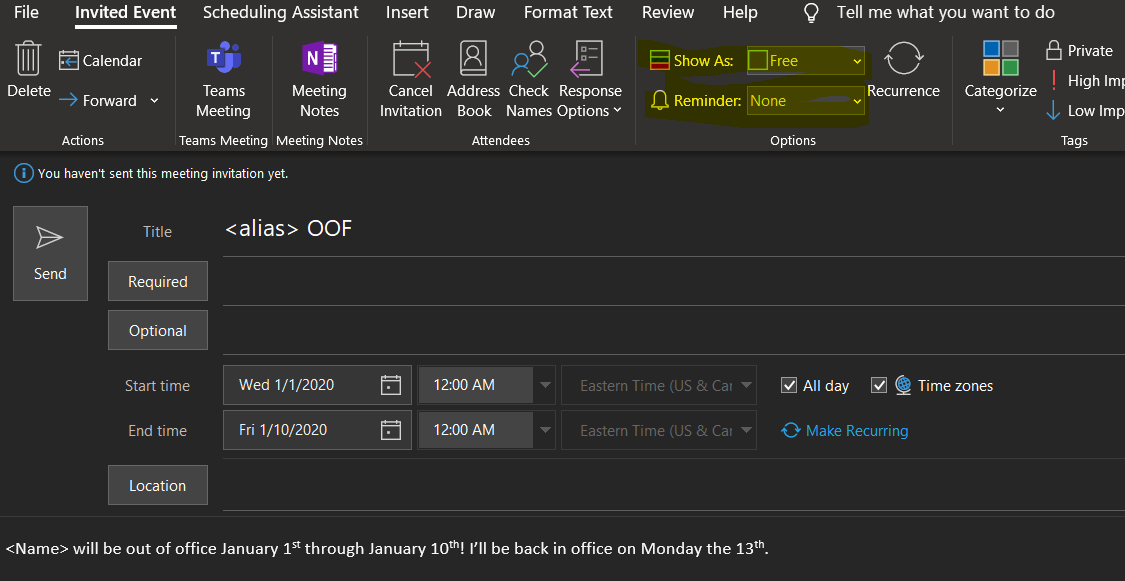 File Invited Event Scheduling Assistant Insert Draw Format Text Review Help Tell me what you want to do
Delete
Calendar
Forward
Actions
Teams
Meeting
Teams Meeting
N
Meeting
Notes
Meeting Notes
Cancel
Invitation
Address
Book
Check
Names
Response
Options
Attendees
Show As: Free
Reminder: None
Recurrence
Options
Categorize
Private
High Imp
Low Imp
Tags
You haven't sent this meeting invitation yet.
Send
Title <alias> OOF
Required
Optional
Start time Wed 1/1/2020 12:00 AM Eastern Time (US & Car All day Time zones
End time Fri 1/10/2020 12:00 AM Eastern Time (US & Car Make Recurring
Location
<Name> will be out of office January 1st through January 10th! I'll be back in office on Monday the 13th.